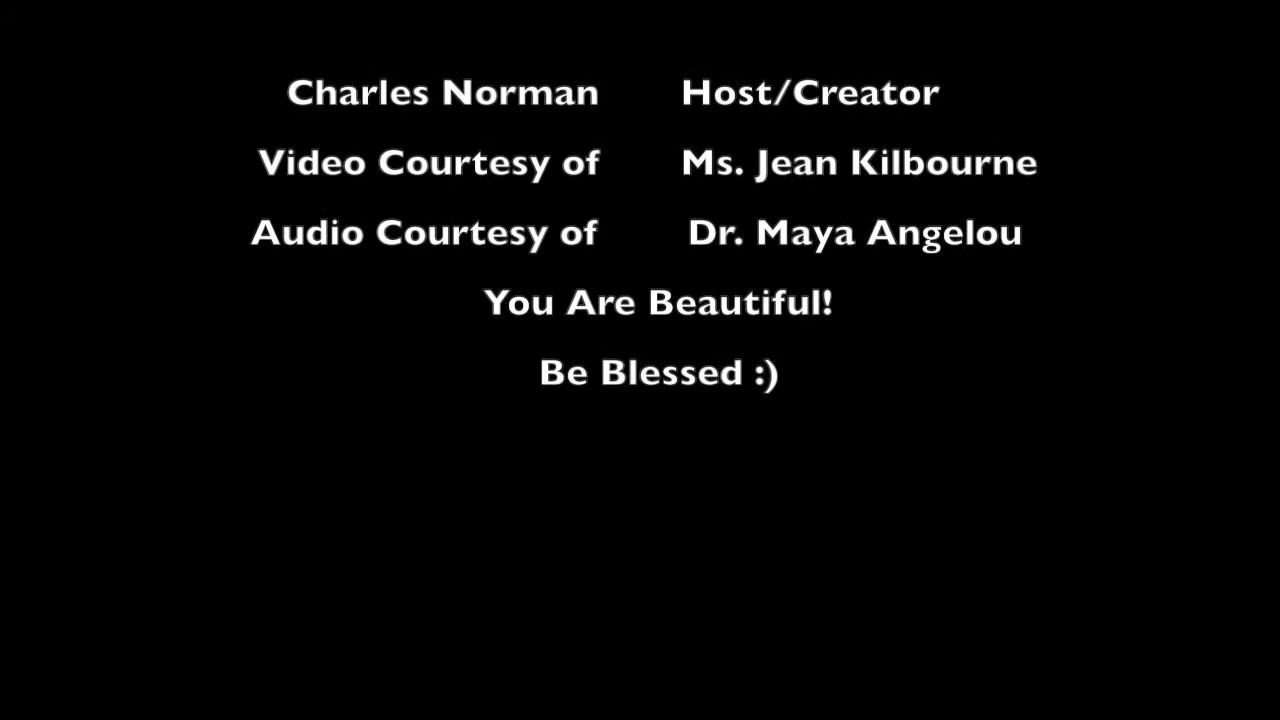 Charles Norman Host/Creator
Video Courtesy of Ms. Jean Kilbourne
Audio Courtesy of Dr. Maya Angelou
You Are Beautiful!
Be Blessed :)